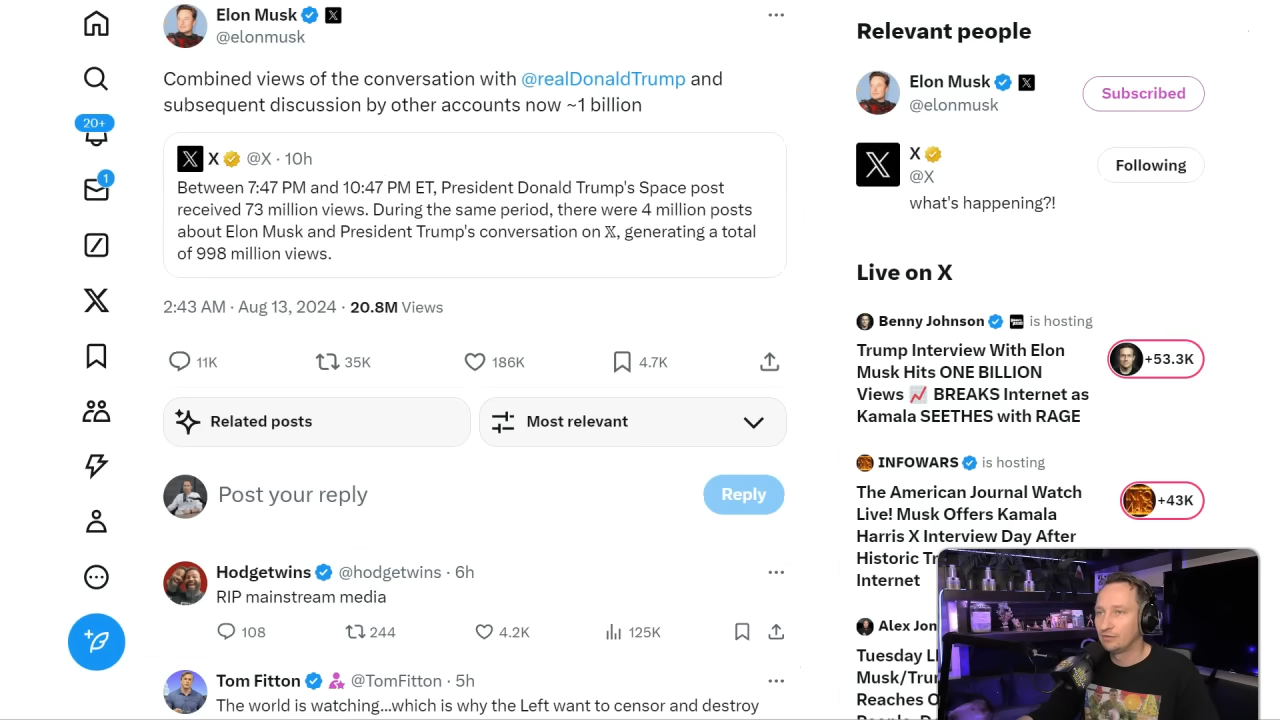 Elon Musk
@elonmusk
Combined views of the conversation with @realDonaldTrump and
subsequent discussion by other accounts now ~1 billion
X @X · 10h
Between 7:47 PM and 10:47 PM ET, President Donald Trump's Space post
received 73 million views. During the same period, there were 4 million posts
about Elon Musk and President Trump's conversation on 𝕏, generating a total
of 998 million views.
2:43 AM · Aug 13, 2024 · 20.8M Views
11K 35K 186K 4.7K
Related posts
Most relevant
Post your reply
Reply
Hodgetwins @hodgetwins · 6h
RIP mainstream media
108 244 4.2K 125K
Tom Fitton @TomFitton · 5h
The world is watching...which is why the Left want to censor and destroy
20+
1
Relevant people
Elon Musk
@elonmusk
Subscribed
X
@X
Following
what's happening?!
Live on X
Benny Johnson is hosting
Trump Interview With Elon
Musk Hits ONE BILLION
Views 📈 BREAKS Internet as
Kamala SEETHES with RAGE
+53.3K
INFOWARS is hosting
The American Journal Watch
Live! Musk Offers Kamala
Harris X Interview Day After
Historic Tr
Internet
+43K
Alex Jon
Tuesday LI
Musk/Trum
Reaches O